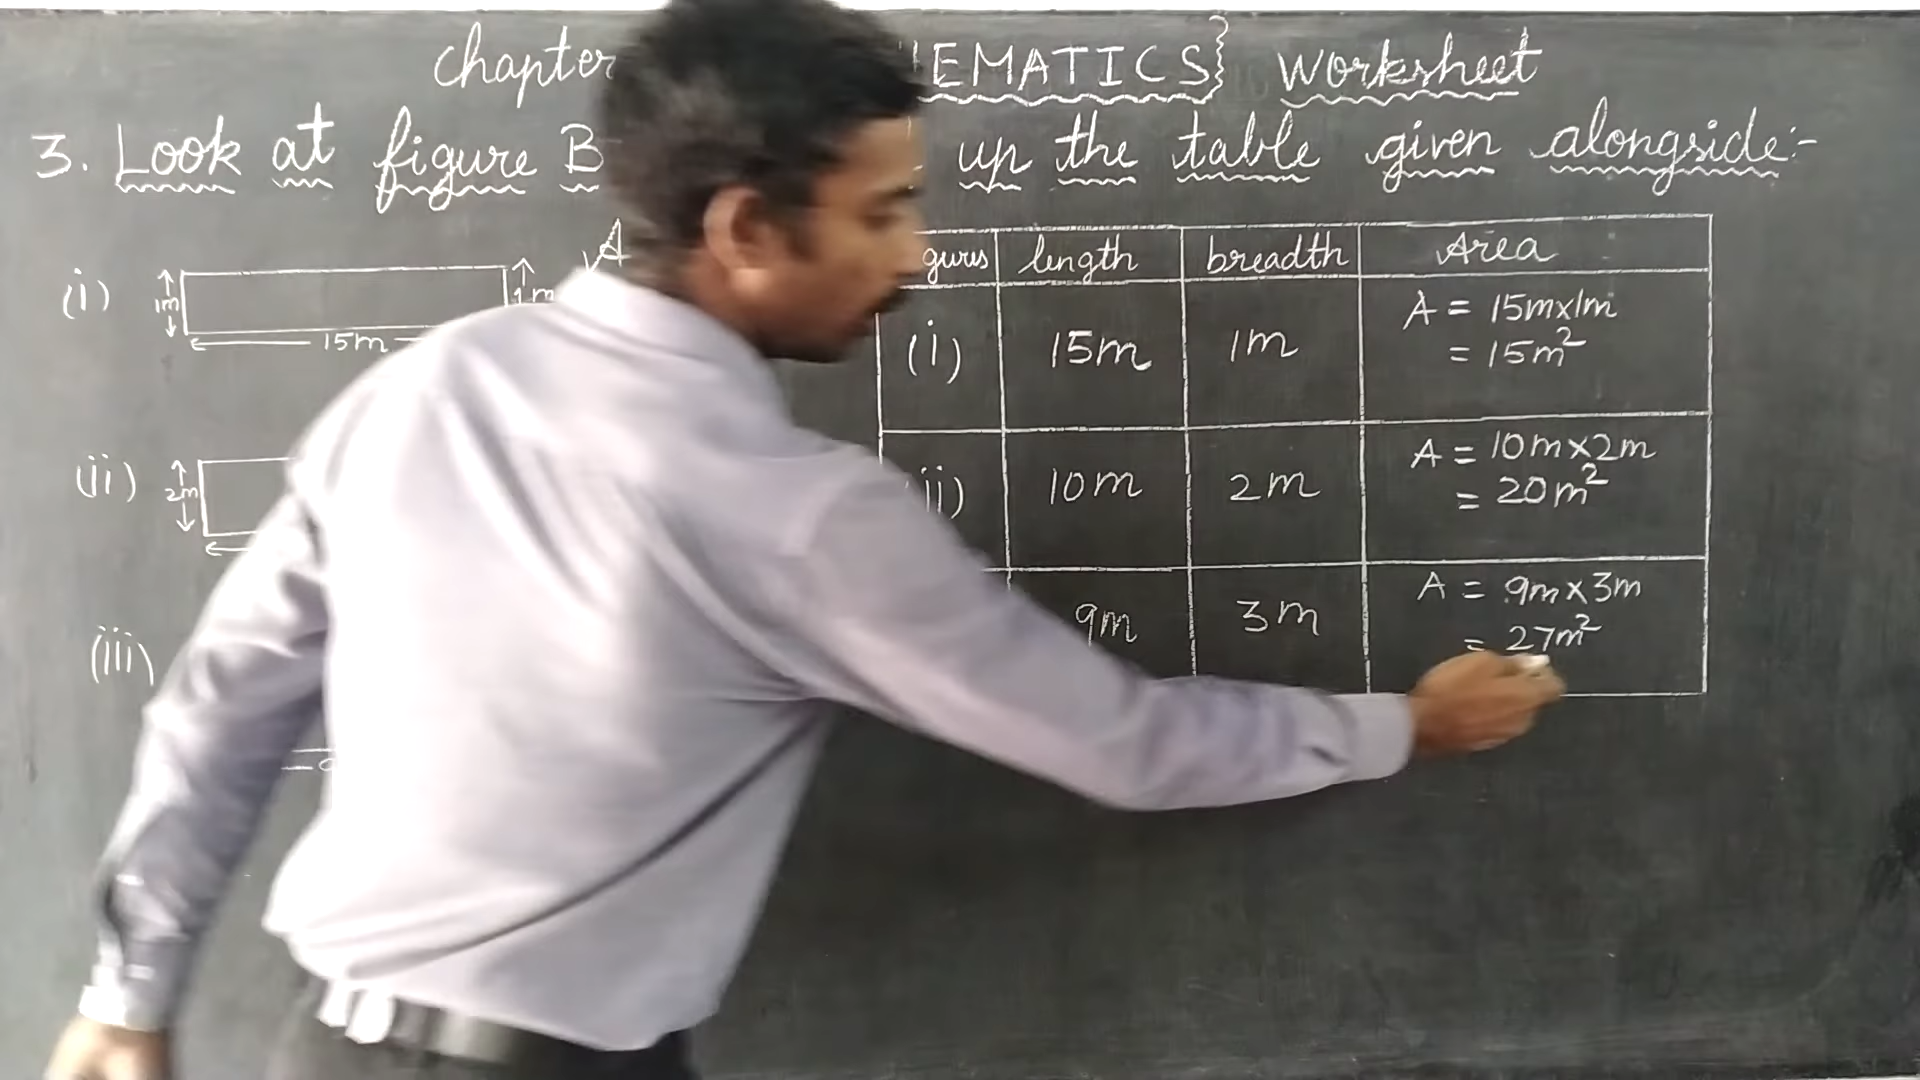 chapter EMATICS} worksheet
3. Look at figure B up the table given alongside:-
(i) 1m 1m 15m
A
(ii) 2m
(iii)
length breadth Area
(i) 15m 1m A = 15m×1m
= 15m²
10m 2m A = 10m×2m
= 20m²
9m 3m A = 9m×3m
= 27m²